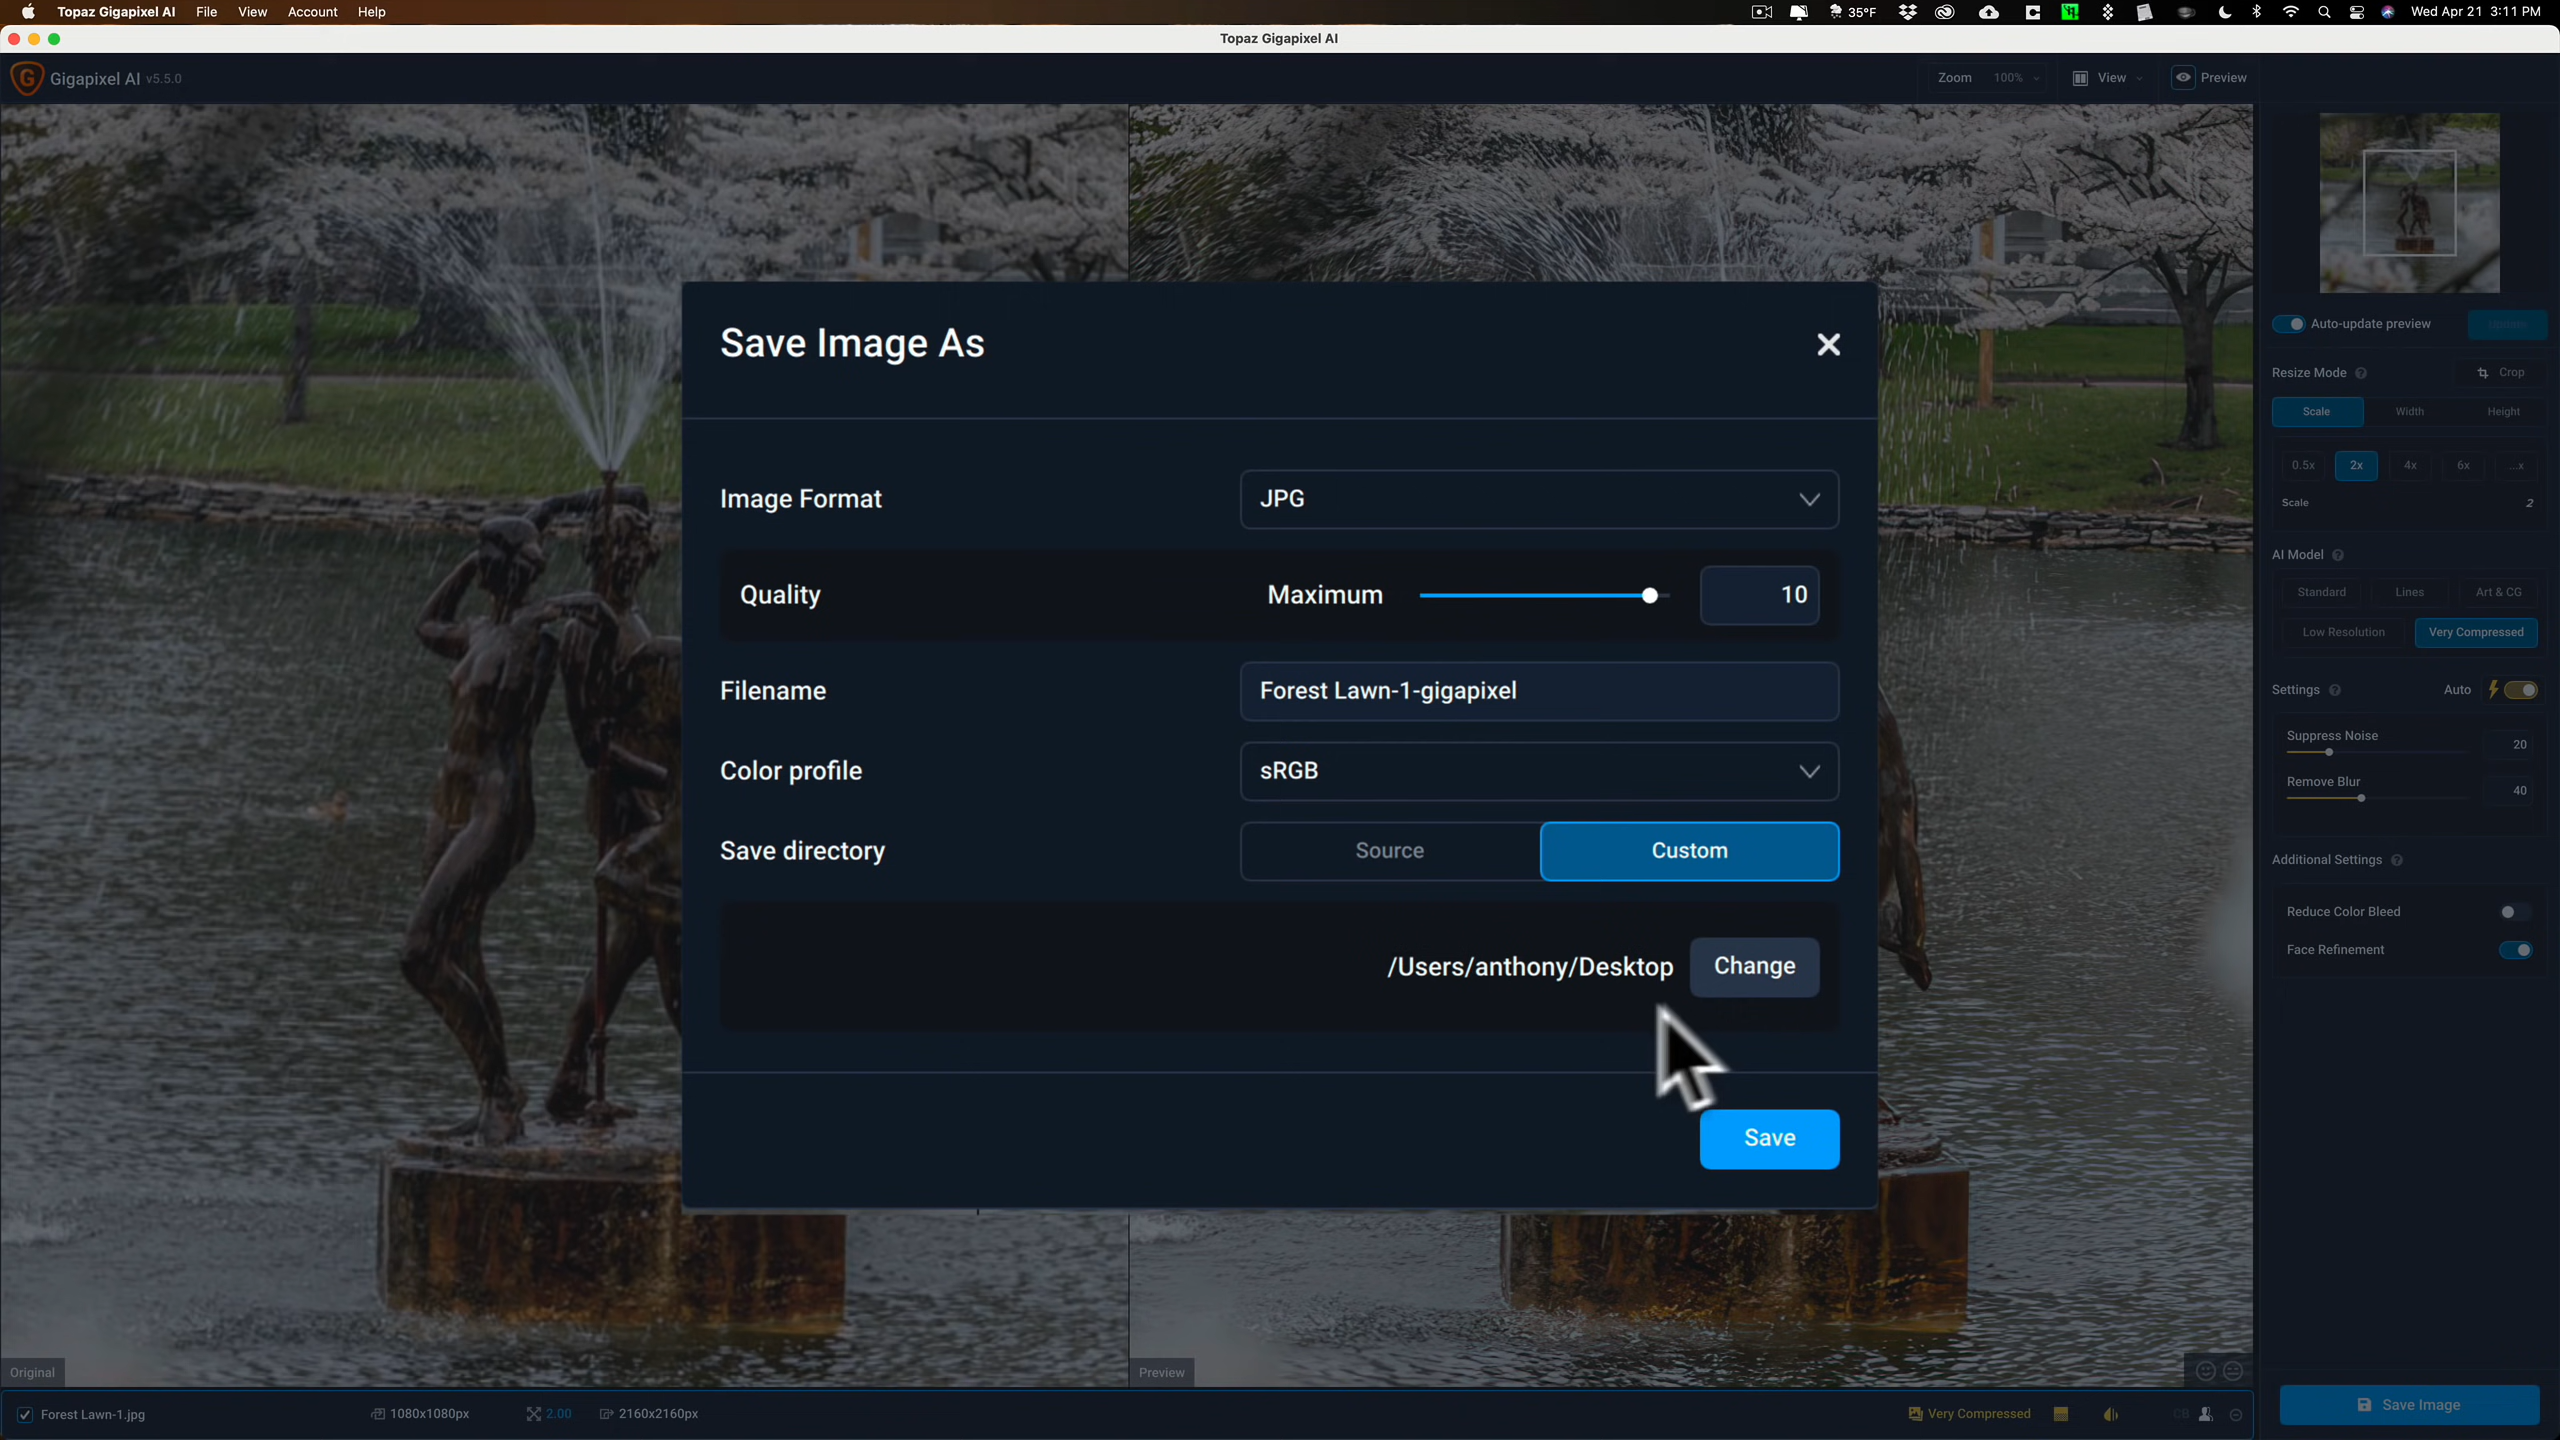 Topaz Gigapixel AI File View Account Help 35°F Wed Apr 21 3:11 PM
Topaz Gigapixel AI
Gigapixel AI v5.5.0 Zoom 100% View Preview
Save Image As
Image Format JPG
Quality Maximum 10
Filename Forest Lawn-1-gigapixel
Color profile sRGB
Save directory Source Custom
/Users/anthony/Desktop Change
Save
Auto-update preview
Resize Mode Crop
Scale Width Height
0.5x 2x 4x 6x ...x
Scale 2
AI Model
Standard Lines Art & CG
Low Resolution Very Compressed
Settings Auto
Suppress Noise 20
Remove Blur 40
Additional Settings
Reduce Color Bleed
Face Refinement
Original Preview
Forest Lawn-1.jpg 1080x1080px 2.00 2160x2160px Very Compressed CB
Save Image